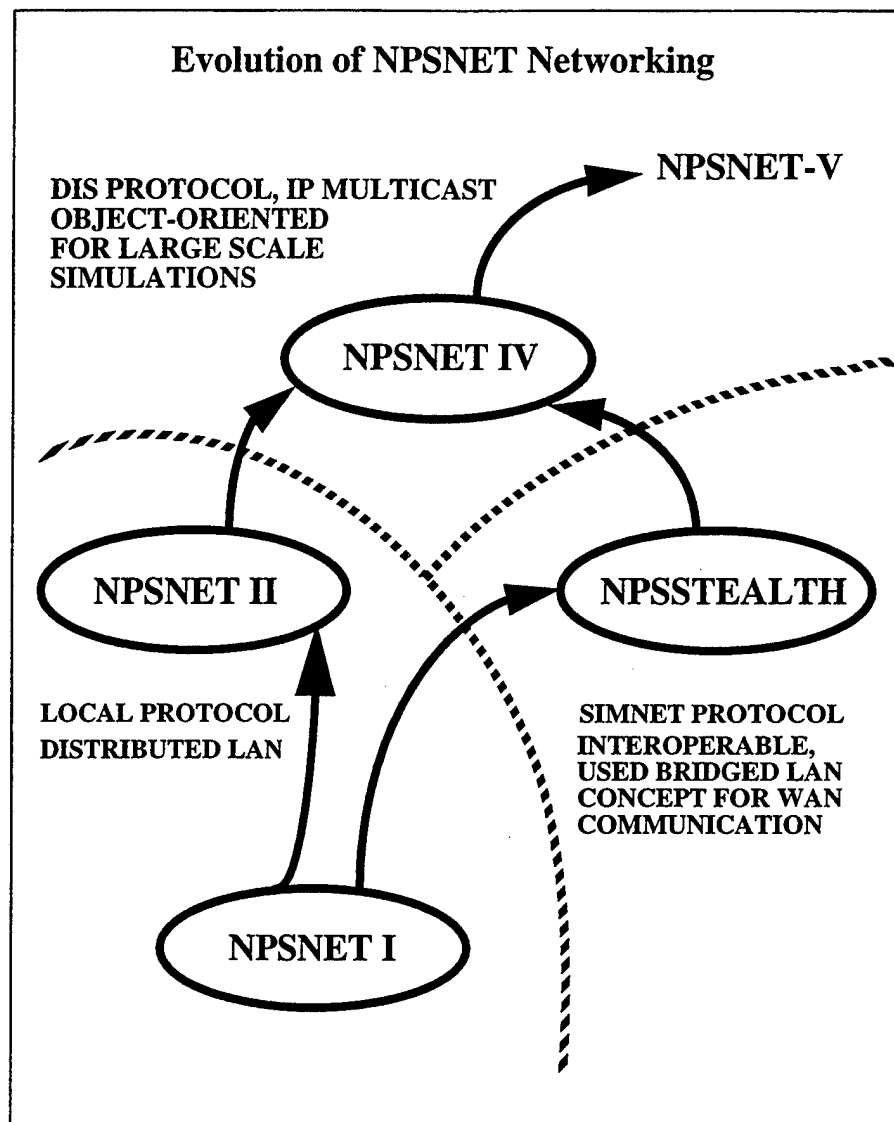 Evolution of NPSNET Networking
NPSNET-V
DIS PROTOCOL, IP MULTICAST
OBJECT-ORIENTED
FOR LARGE SCALE
SIMULATIONS
NPSNET IV
NPSNET II
NPSSTEALTH
LOCAL PROTOCOL
DISTRIBUTED LAN
SIMNET PROTOCOL
INTEROPERABLE,
USED BRIDGED LAN
CONCEPT FOR WAN
COMMUNICATION
NPSNET I